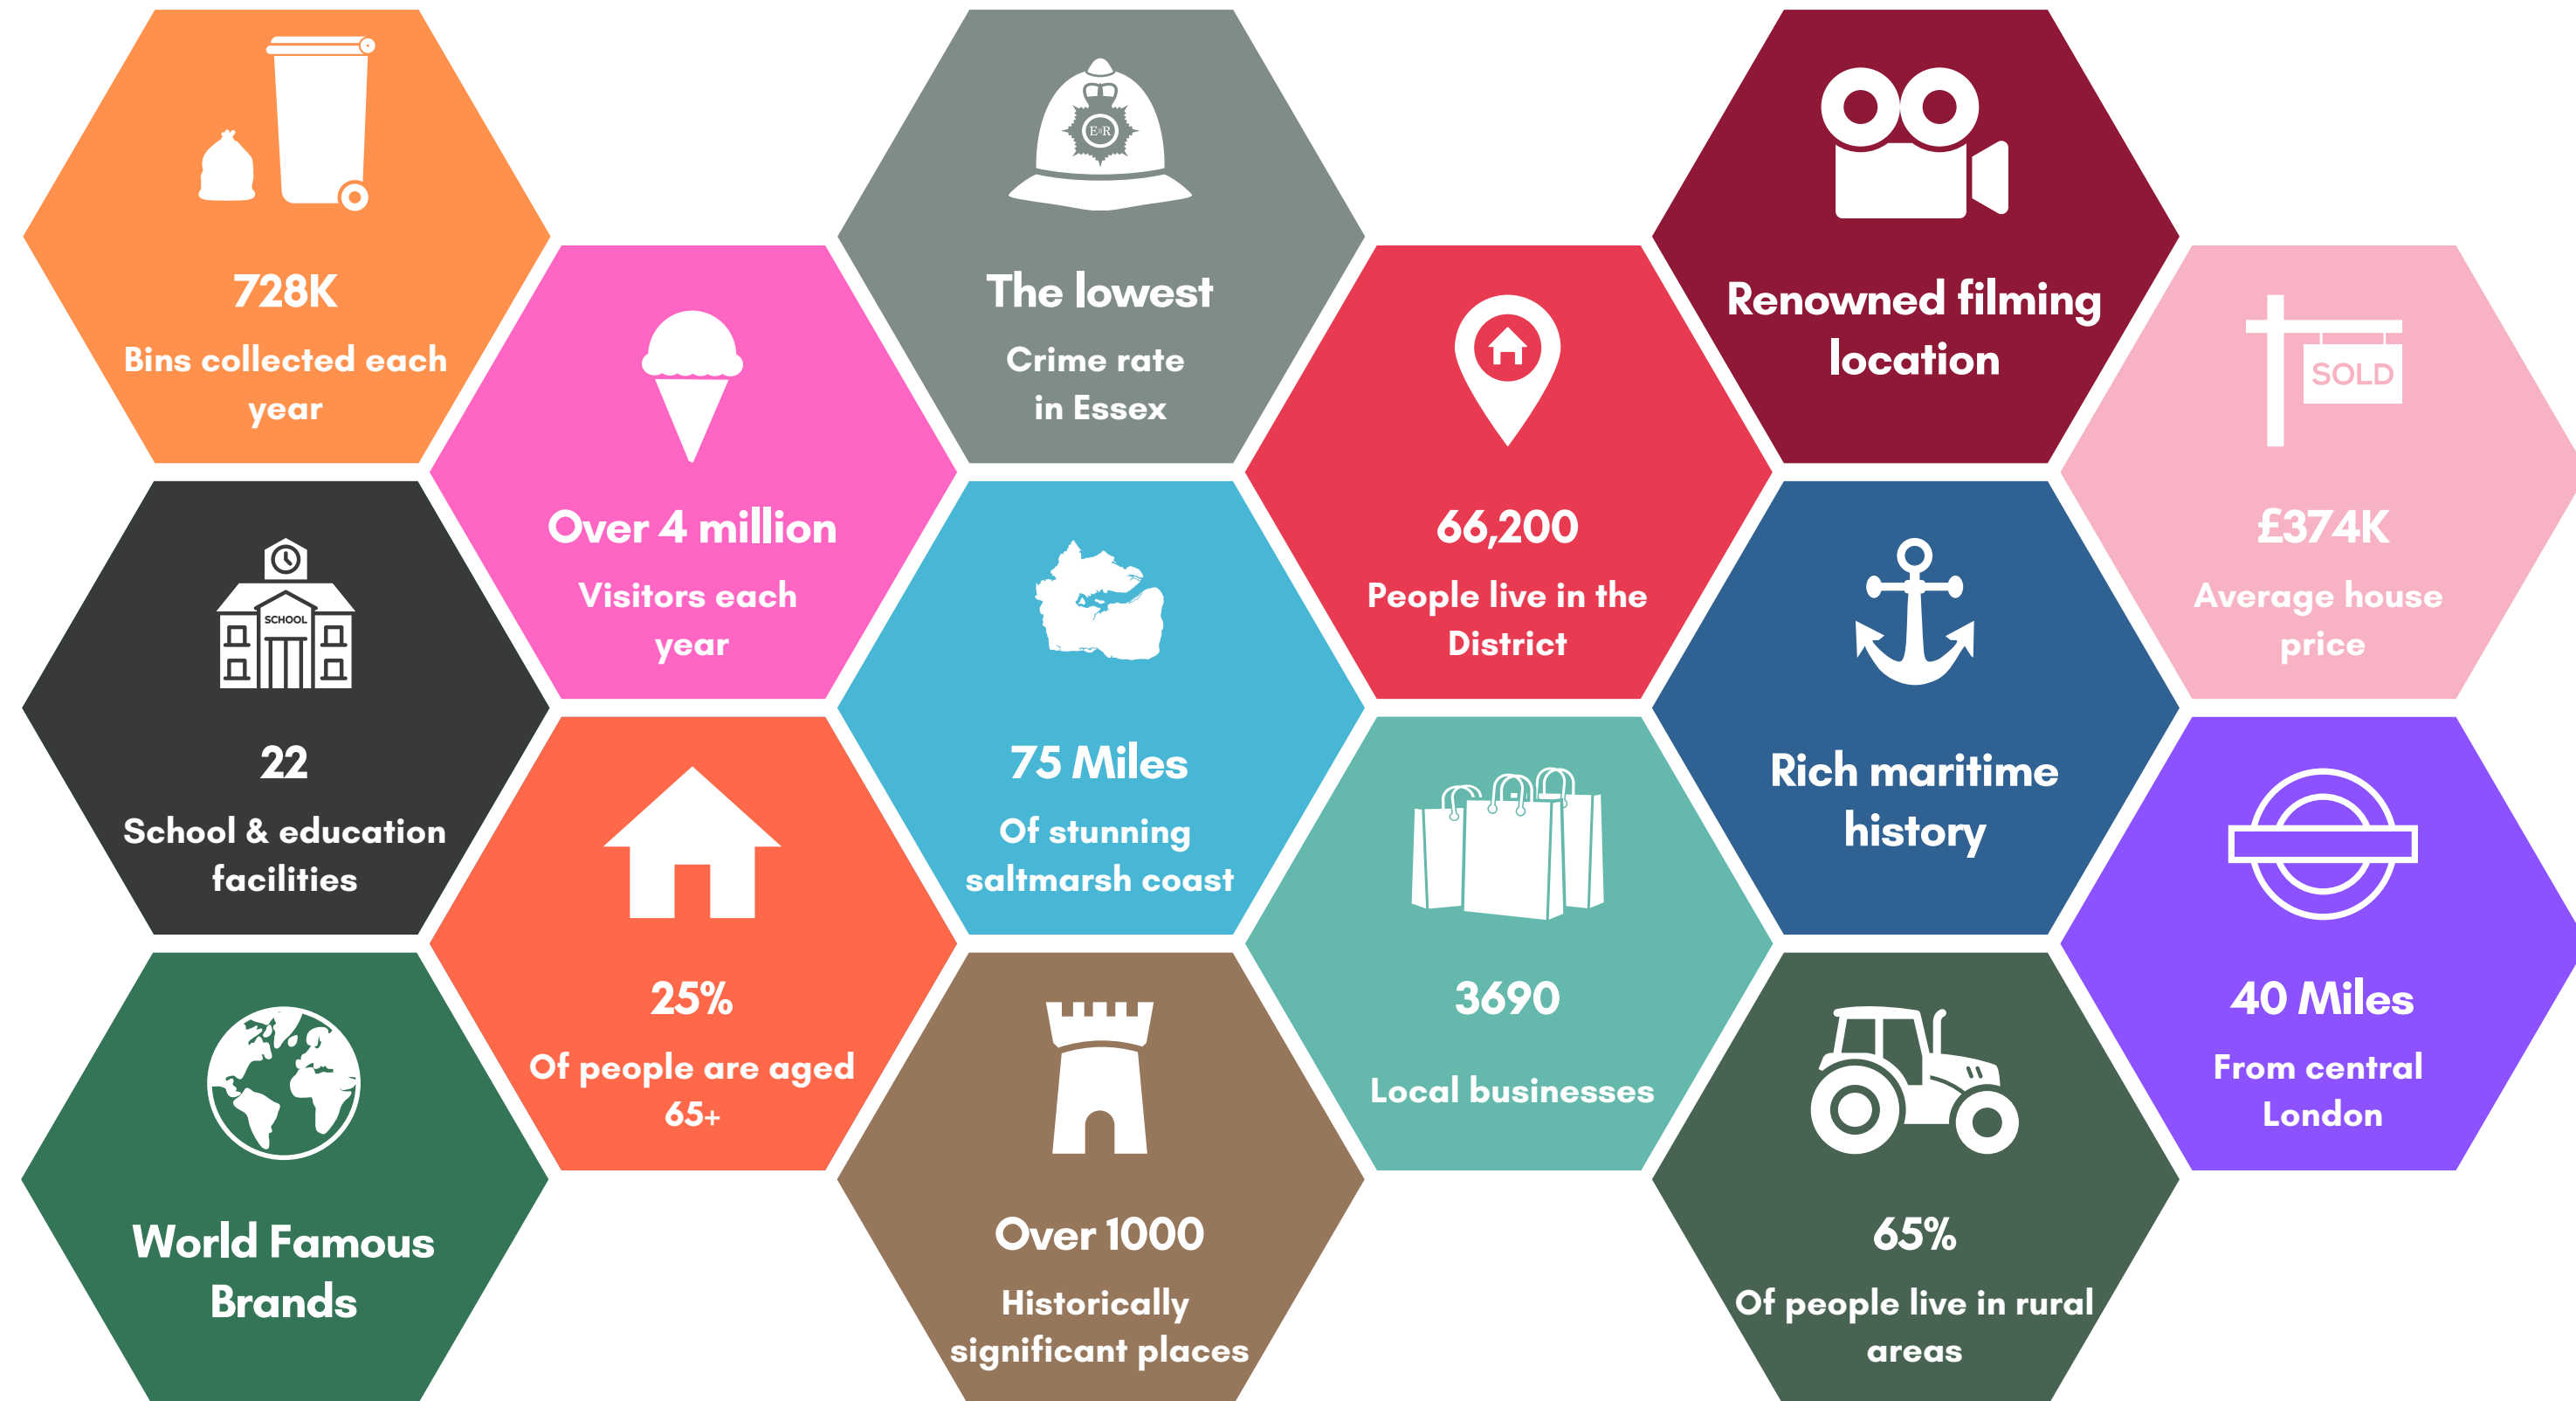 728K
Bins collected each
year
The lowest
Crime rate
in Essex
Renowned filming
location
Over 4 million
Visitors each
year
66,200
People live in the
District
SOLD
£374K
Average house
price
SCHOOL
22
School & education
facilities
75 Miles
Of stunning
saltmarsh coast
Rich maritime
history
25%
Of people are aged
65+
3690
Local businesses
40 Miles
From central
London
World Famous
Brands
Over 1000
Historically
significant places
65%
Of people live in rural
areas